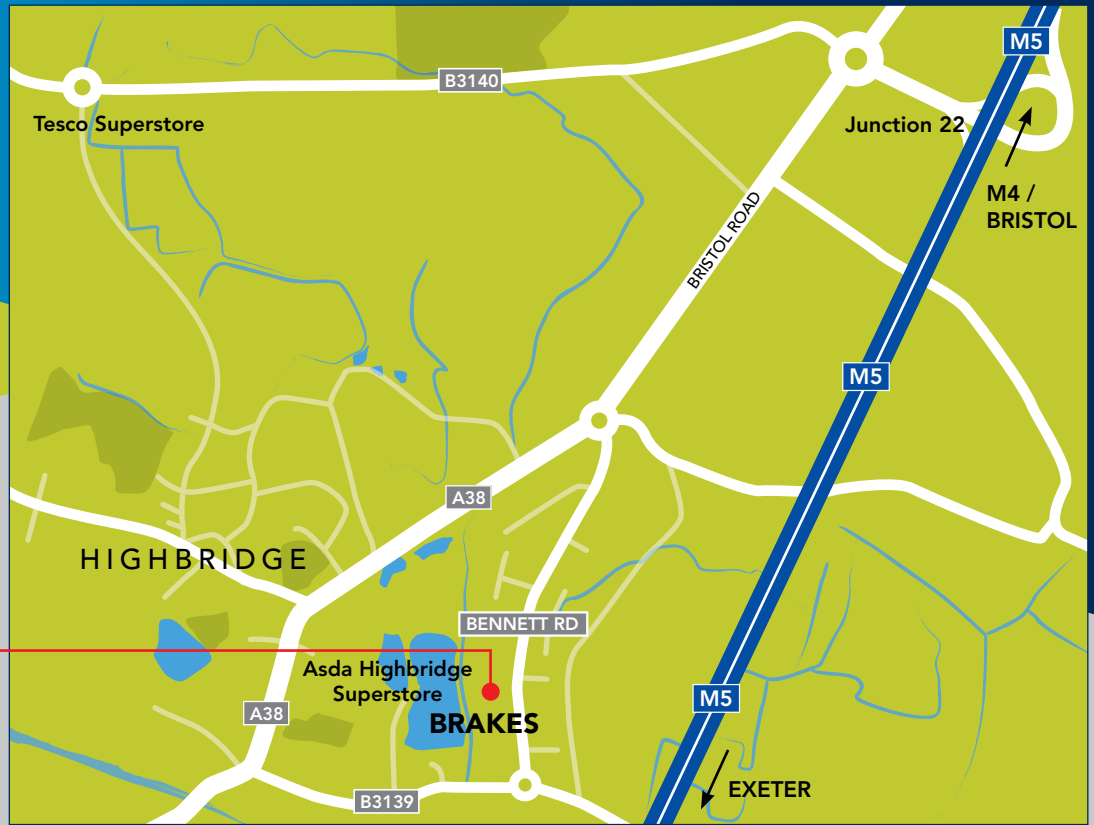 M5
B3140
Tesco Superstore
Junction 22
M4 /
BRISTOL
BRISTOL ROAD
M5
A38
HIGHBRIDGE
BENNETT RD
Asda Highbridge
Superstore
M5
A38
BRAKES
EXETER
B3139